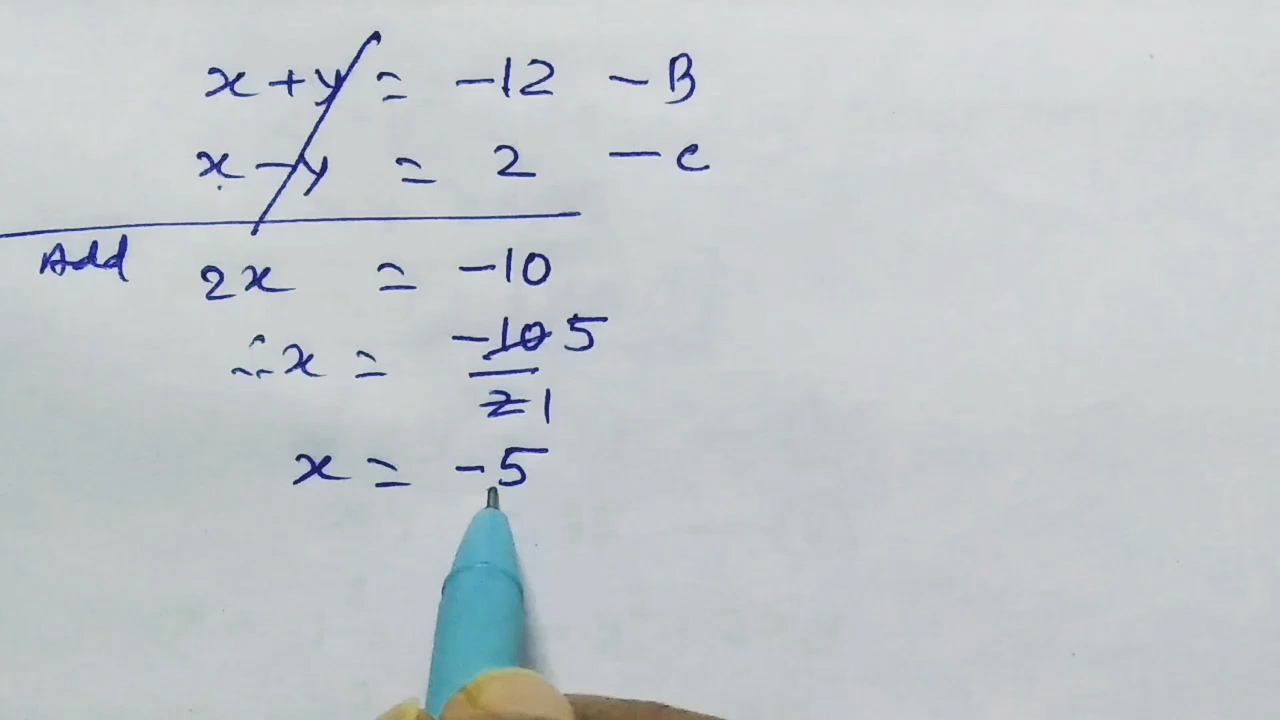 x + y = -12 - B
x - y = 2 - c
Add 2x = -10
∴ x = -10 5
2 1
x = -5